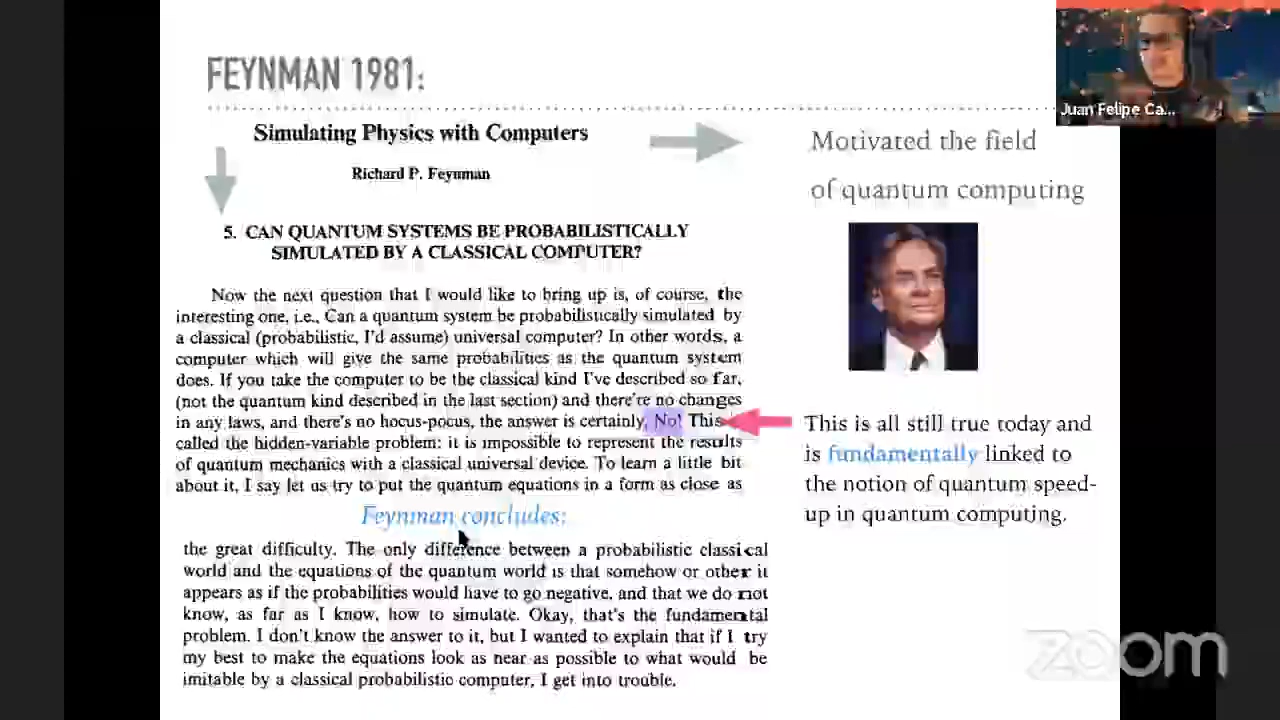 FEYNMAN 1981:
Simulating Physics with Computers
Richard P. Feynman
5. CAN QUANTUM SYSTEMS BE PROBABILISTICALLY
SIMULATED BY A CLASSICAL COMPUTER?
Now the next question that I would like to bring up is, of course, the
interesting one, i.e., Can a quantum system be probabilistically simulated by
a classical (probabilistic, I'd assume) universal computer? In other words, a
computer which will give the same probabilities as the quantum system
does. If you take the computer to be the classical kind I've described so far,
(not the quantum kind described in the last section) and there're no changes
in any laws, and there's no hocus-pocus, the answer is certainly, No! This
called the hidden-variable problem: it is impossible to represent the results
of quantum mechanics with a classical universal device. To learn a little bit
about it, I say let us try to put the quantum equations in a form as close as
Feynman concludes:
the great difficulty. The only difference between a probabilistic classical
world and the equations of the quantum world is that somehow or other it
appears as if the probabilities would have to go negative, and that we do not
know, as far as I know, how to simulate. Okay, that's the fundamental
problem. I don't know the answer to it, but I wanted to explain that if I try
my best to make the equations look as near as possible to what would be
imitable by a classical probabilistic computer, I get into trouble.
Motivated the field
of quantum computing
This is all still true today and
is fundamentally linked to
the notion of quantum speed-
up in quantum computing.
Juan Felipe Ca...
zoom